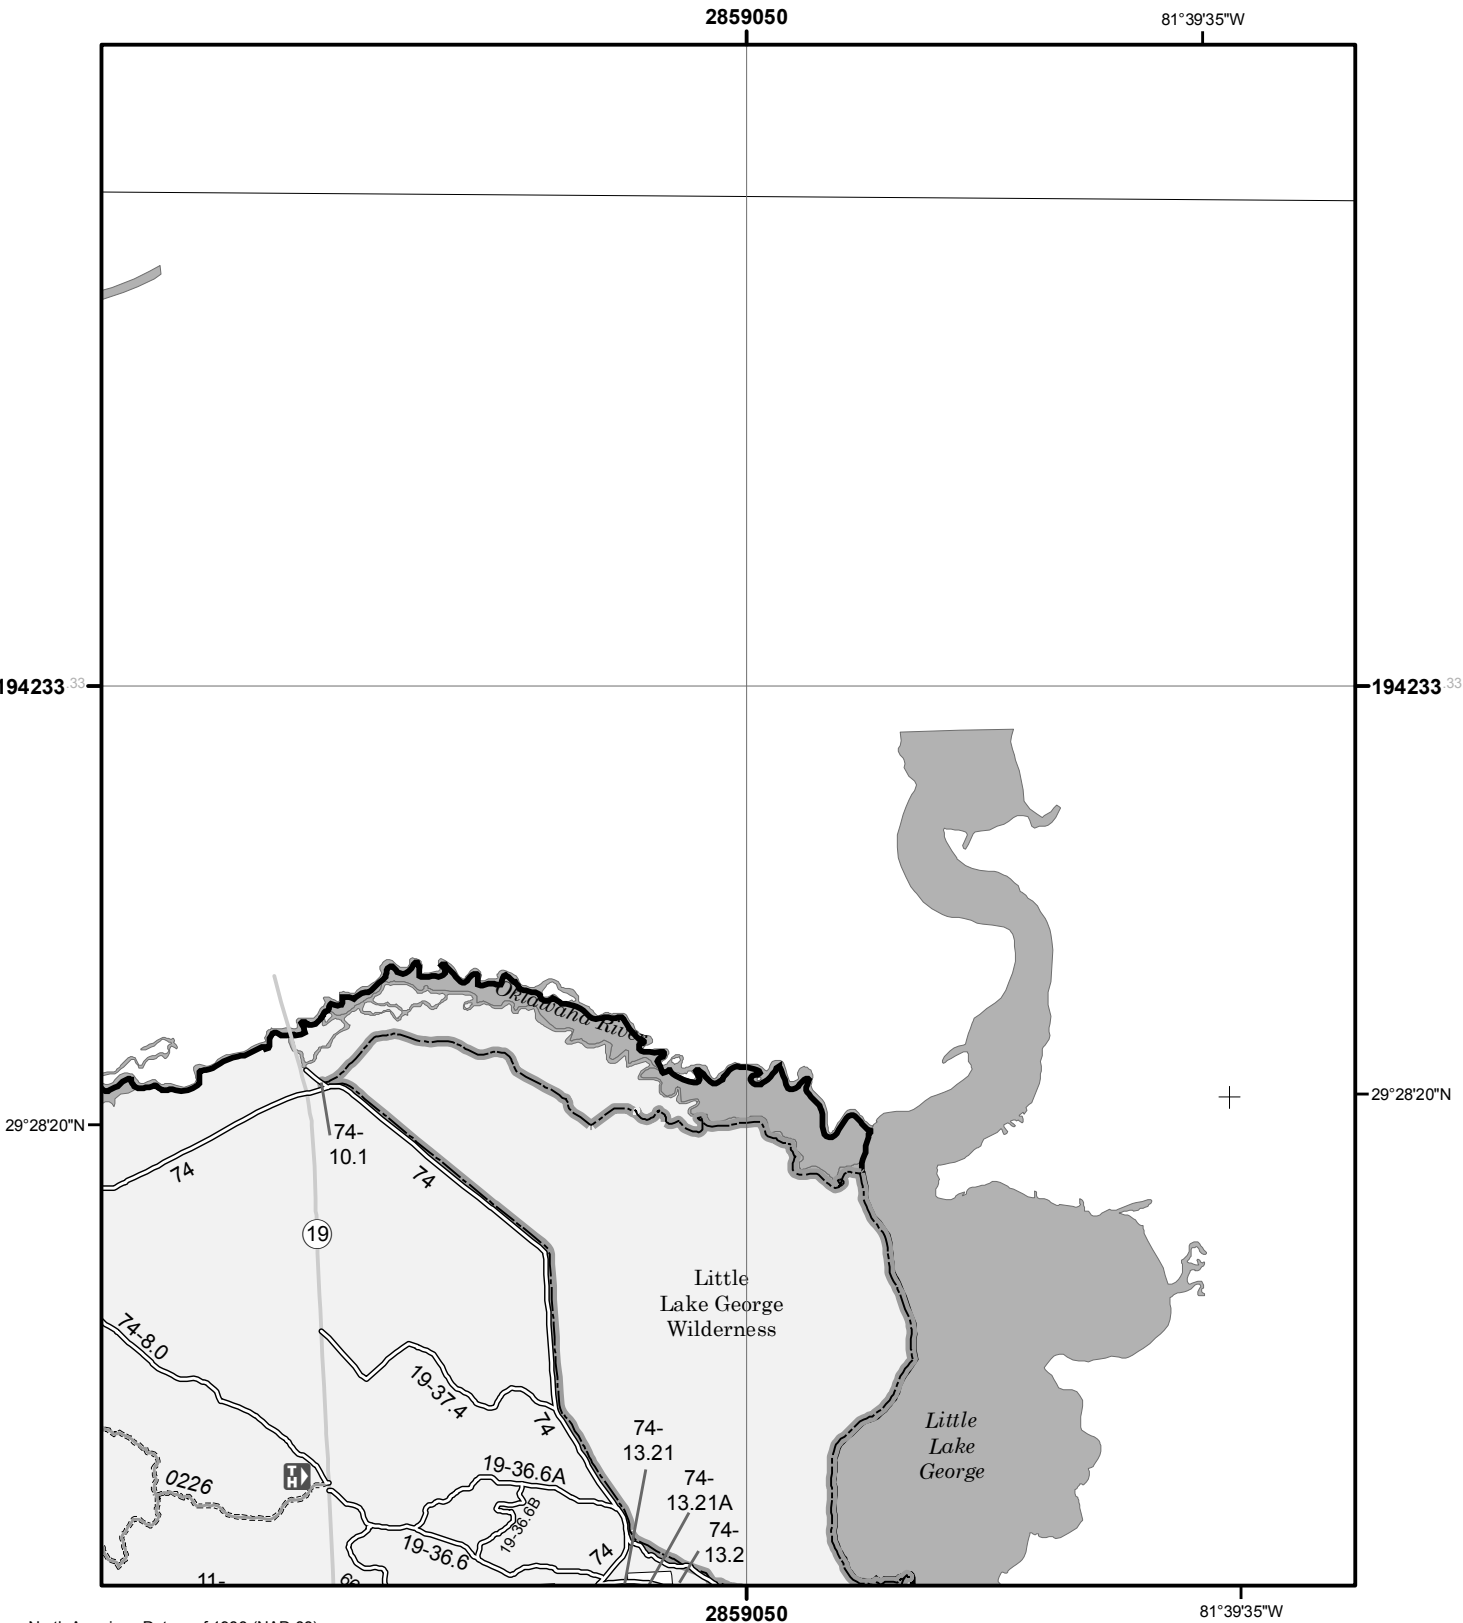 2859050
81°39'35"W
194233.33
194233.33
Oklawaha River
29°28'20"N
29°28'20"N
74-
10.1
74
74
19
Little
Lake George
Wilderness
74-8.0
19-37.4
74
74-
13.21
Little
Lake
George
0226
TH
19-36.6A
74-
13.21A
19-36.6B
74-
13.2
19-36.6
74
11-
2859050
81°39'35"W